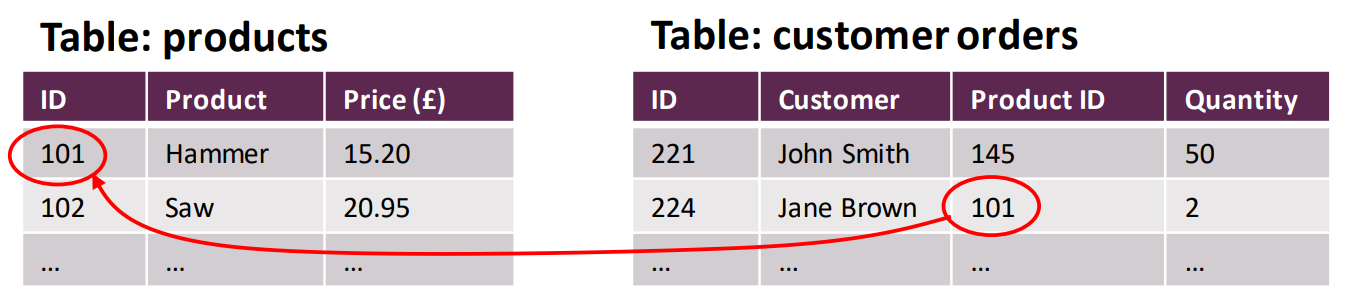 Table: products
ID Product Price (£)
101 Hammer 15.20
102 Saw 20.95
... ... ...
Table: customer orders
ID Customer Product ID Quantity
221 John Smith 145 50
224 Jane Brown 101 2
... ... ... ...